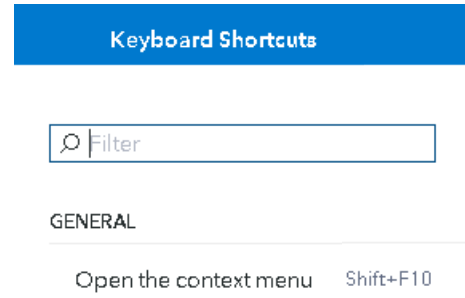 Keyboard Shortcuts
Filter
GENERAL
Open the context menu Shift+F10